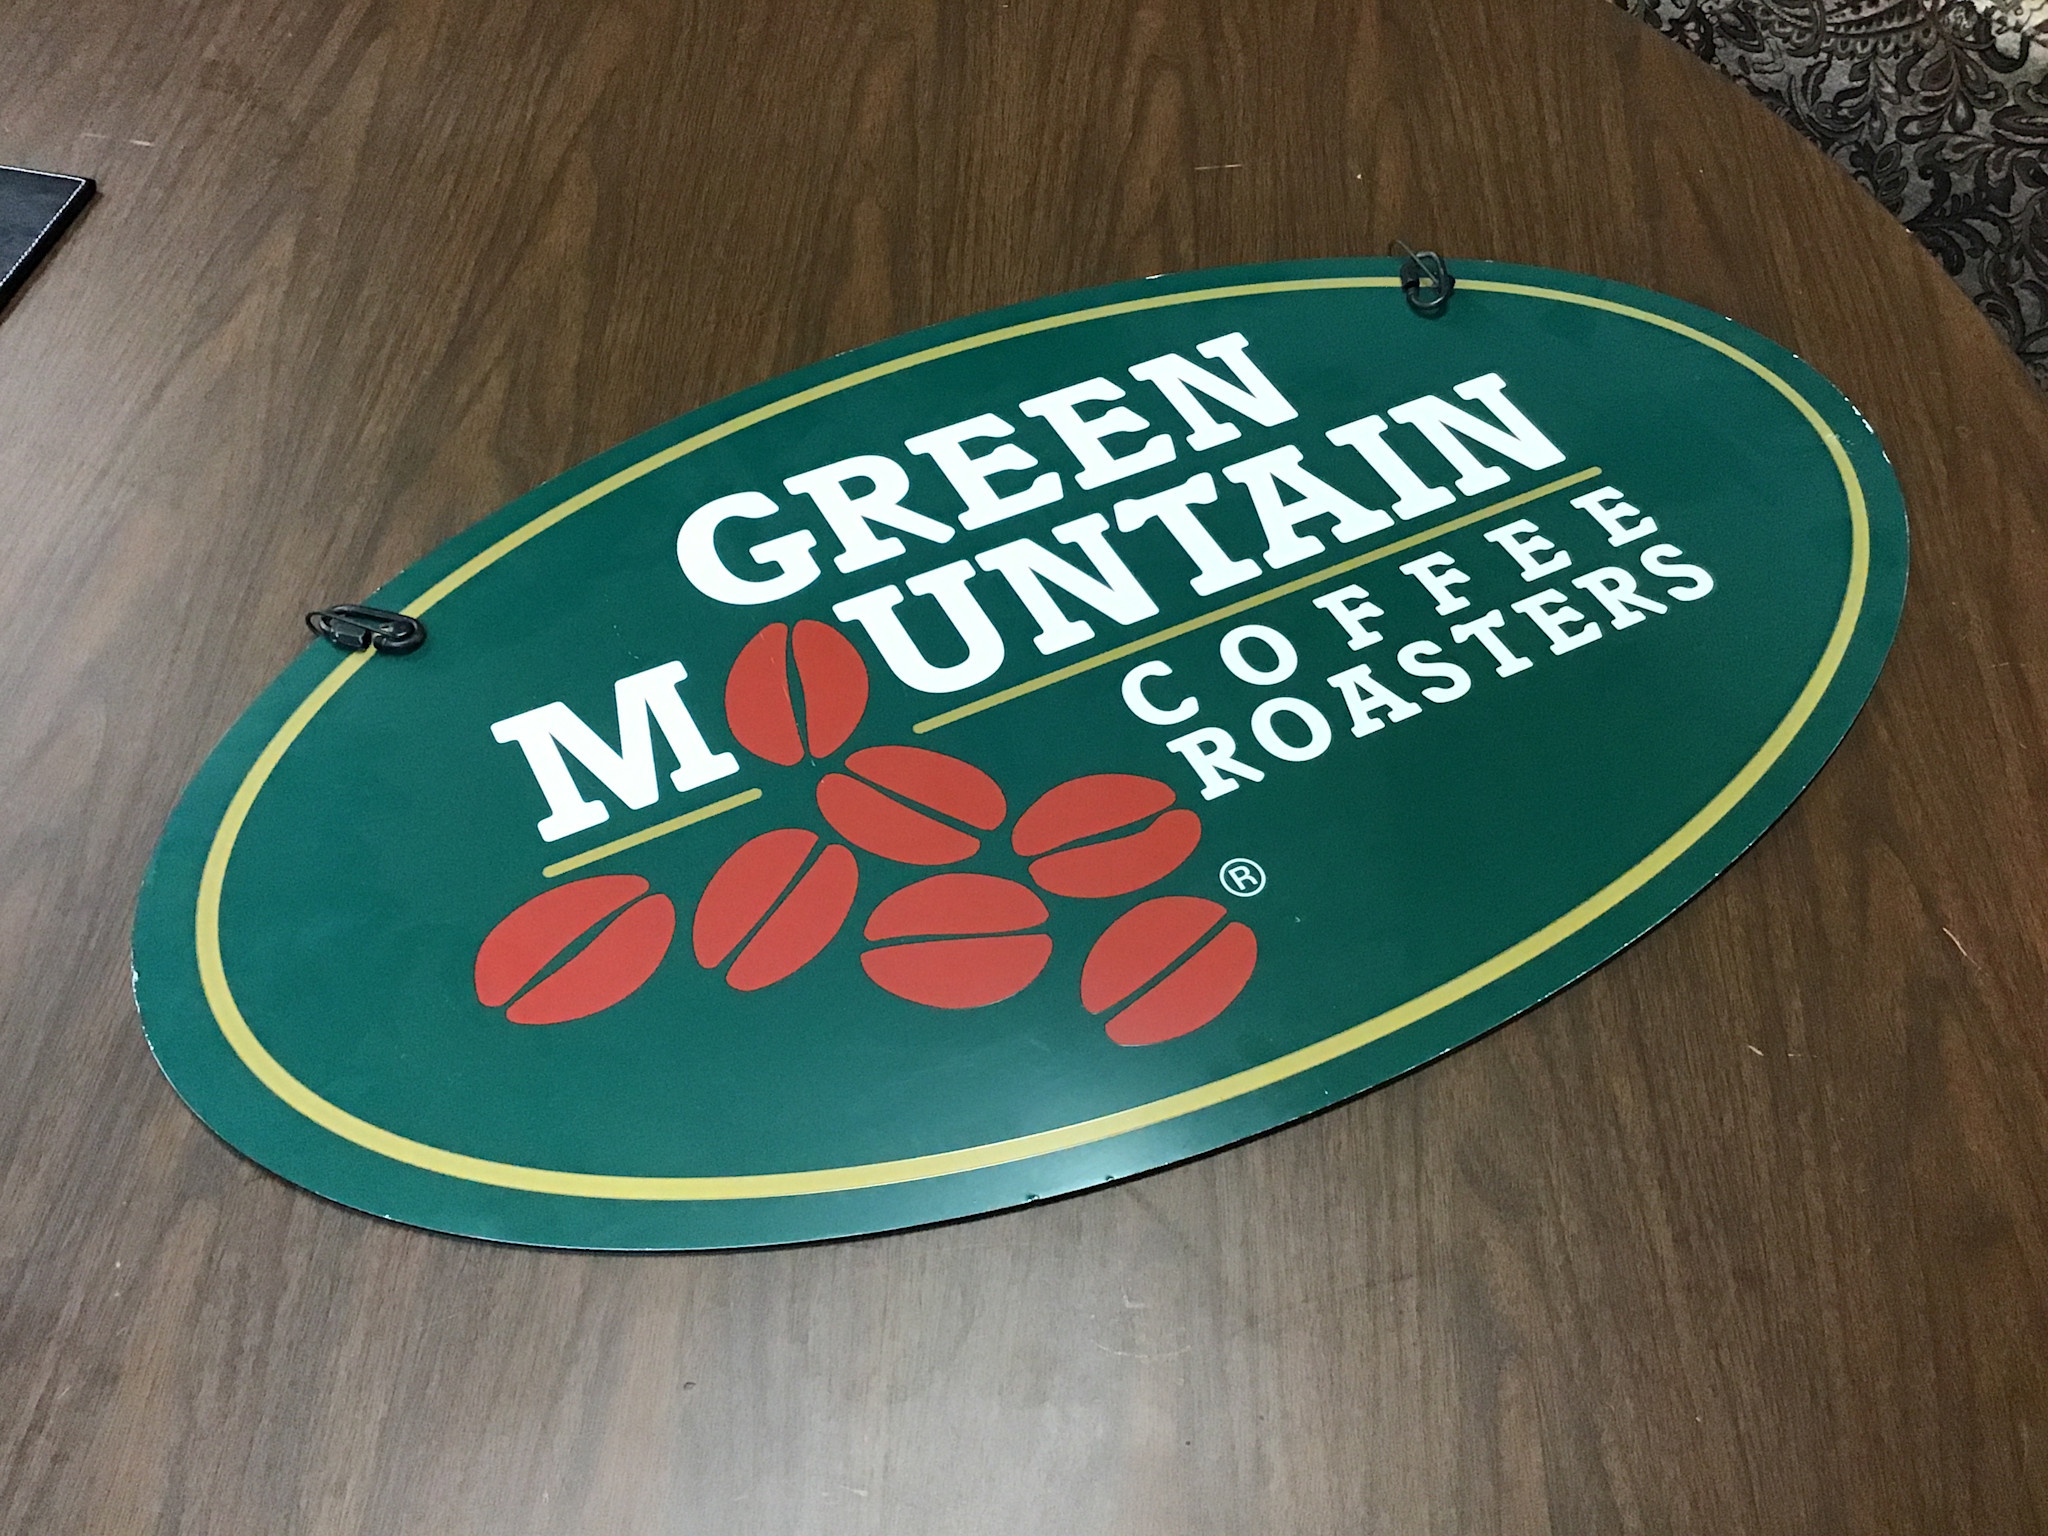 GREEN
MOUNTAIN
COFFEE
ROASTERS
®